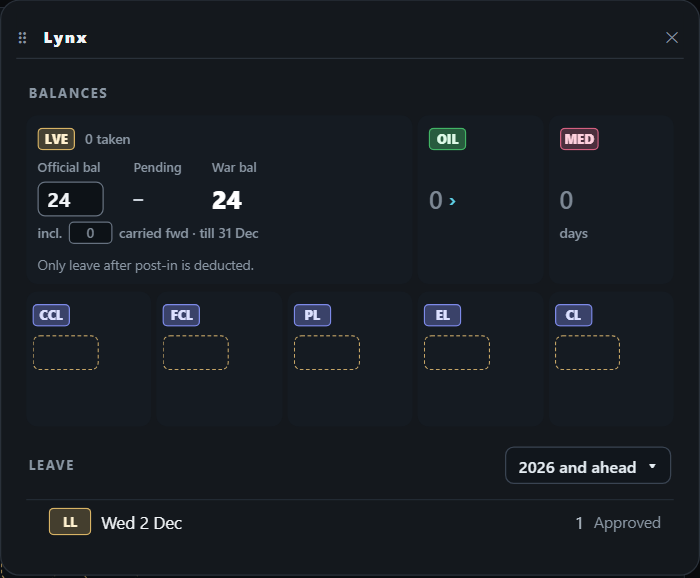 Lynx
BALANCES
LVE 0 taken
Official bal Pending War bal
24 – 24
incl. 0 carried fwd · till 31 Dec
Only leave after post-in is deducted.
OIL
0 ›
MED
0
days
CCL FCL PL EL CL
LEAVE 2026 and ahead
LL Wed 2 Dec 1 Approved